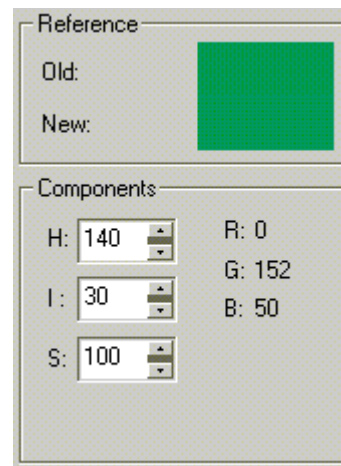 Reference
Old:
New:
Components
H: 140 R: 0
G: 152
I : 30 B: 50
S: 100